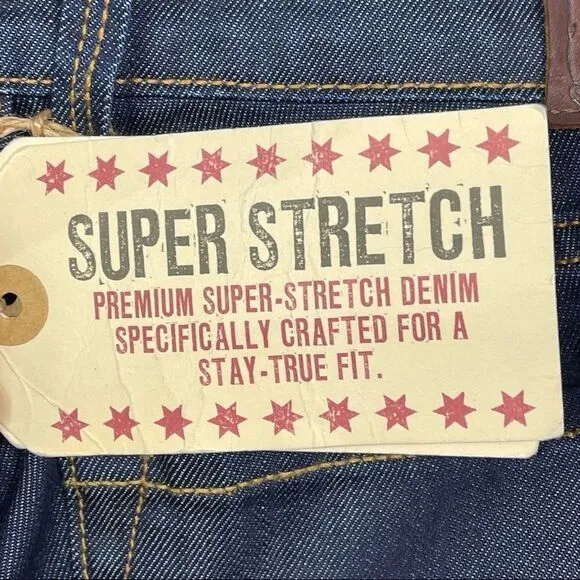 SUPER STRETCH
PREMIUM SUPER-STRETCH DENIM
SPECIFICALLY CRAFTED FOR A
STAY-TRUE FIT.